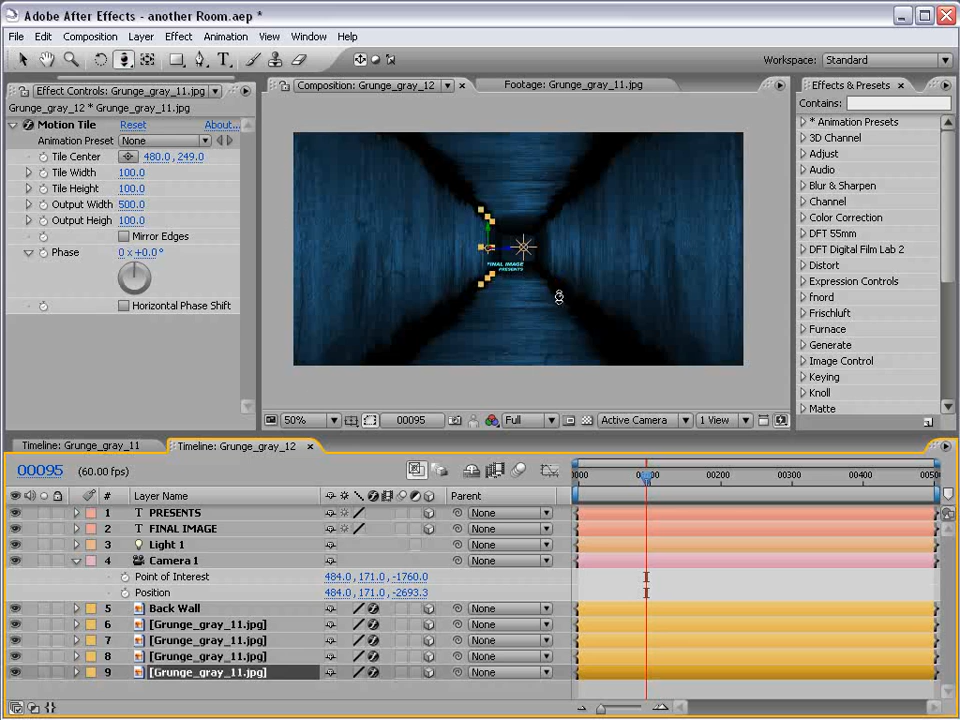 Adobe After Effects - another Room.aep *
File Edit Composition Layer Effect Animation View Window Help
Workspace: Standard
Effect Controls: Grunge_gray_11.jpg
Grunge_gray_12 * Grunge_gray_11.jpg
Motion Tile Reset About...
Animation Preset None
Tile Center 480.0, 249.0
Tile Width 100.0
Tile Height 100.0
Output Width 500.0
Output Heigh 100.0
Mirror Edges
Phase 0 x+0.0°
Horizontal Phase Shift
Composition: Grunge_gray_12 Footage: Grunge_gray_11.jpg
FINAL IMAGE
PRESENTS
50% 00095 Full Active Camera 1 View
Effects & Presets
Contains:
* Animation Presets
3D Channel
Adjust
Audio
Blur & Sharpen
Channel
Color Correction
DFT 55mm
DFT Digital Film Lab 2
Distort
Expression Controls
fnord
Frischluft
Furnace
Generate
Image Control
Keying
Knoll
Matte
Timeline: Grunge_gray_11 Timeline: Grunge_gray_12
00095 (60.00 fps)
00200 00300 00400
# Layer Name Parent
1 T PRESENTS None
2 T FINAL IMAGE None
3 Light 1 None
4 Camera 1 None
Point of Interest 484.0, 171.0, -1760.0
Position 484.0, 171.0, -2693.3
5 Back Wall None
6 [Grunge_gray_11.jpg] None
7 [Grunge_gray_11.jpg] None
8 [Grunge_gray_11.jpg] None
9 [Grunge_gray_11.jpg] None